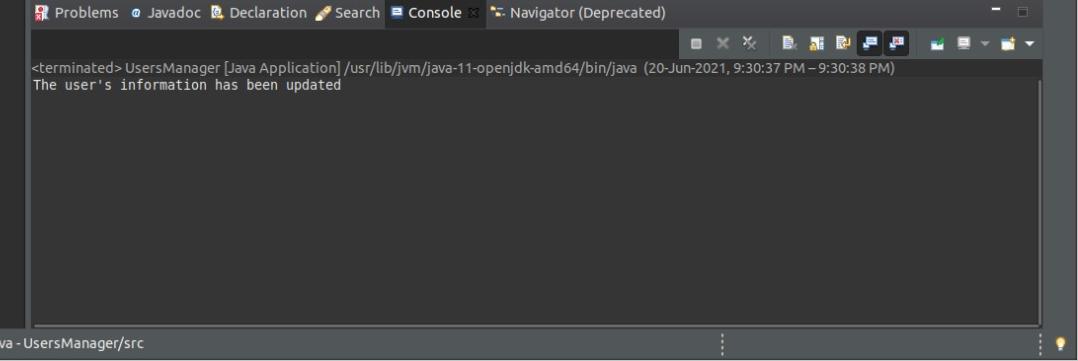 Problems @ Javadoc Declaration Search Console Navigator (Deprecated)
<terminated> UsersManager [Java Application] /usr/lib/jvm/java-11-openjdk-amd64/bin/java (20-Jun-2021, 9:30:37 PM – 9:30:38 PM)
The user's information has been updated
va - UsersManager/src